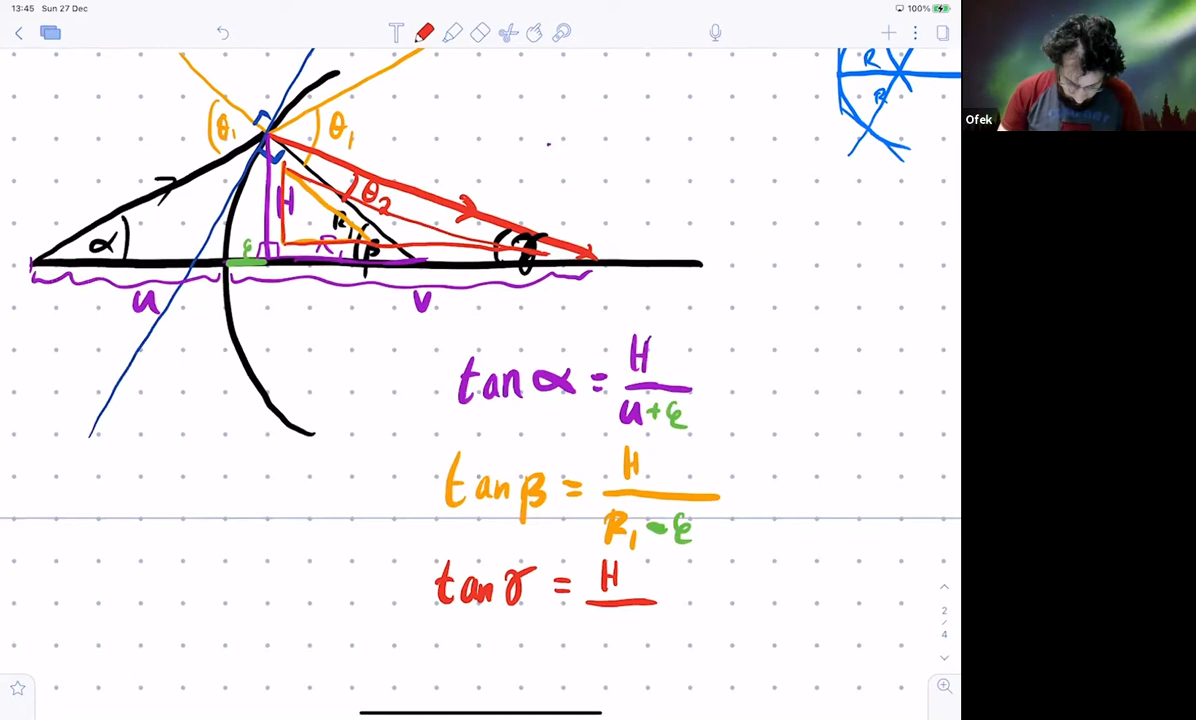 13:45 Sun 27 Dec
100%
T
R
R
Ofek
θ1
θ1
θ2
H
α
ε
R
R1
β
γ
u
v
tan α = H / u + ε
tan β = H / R1 - ε
tan γ = H
2
/
4